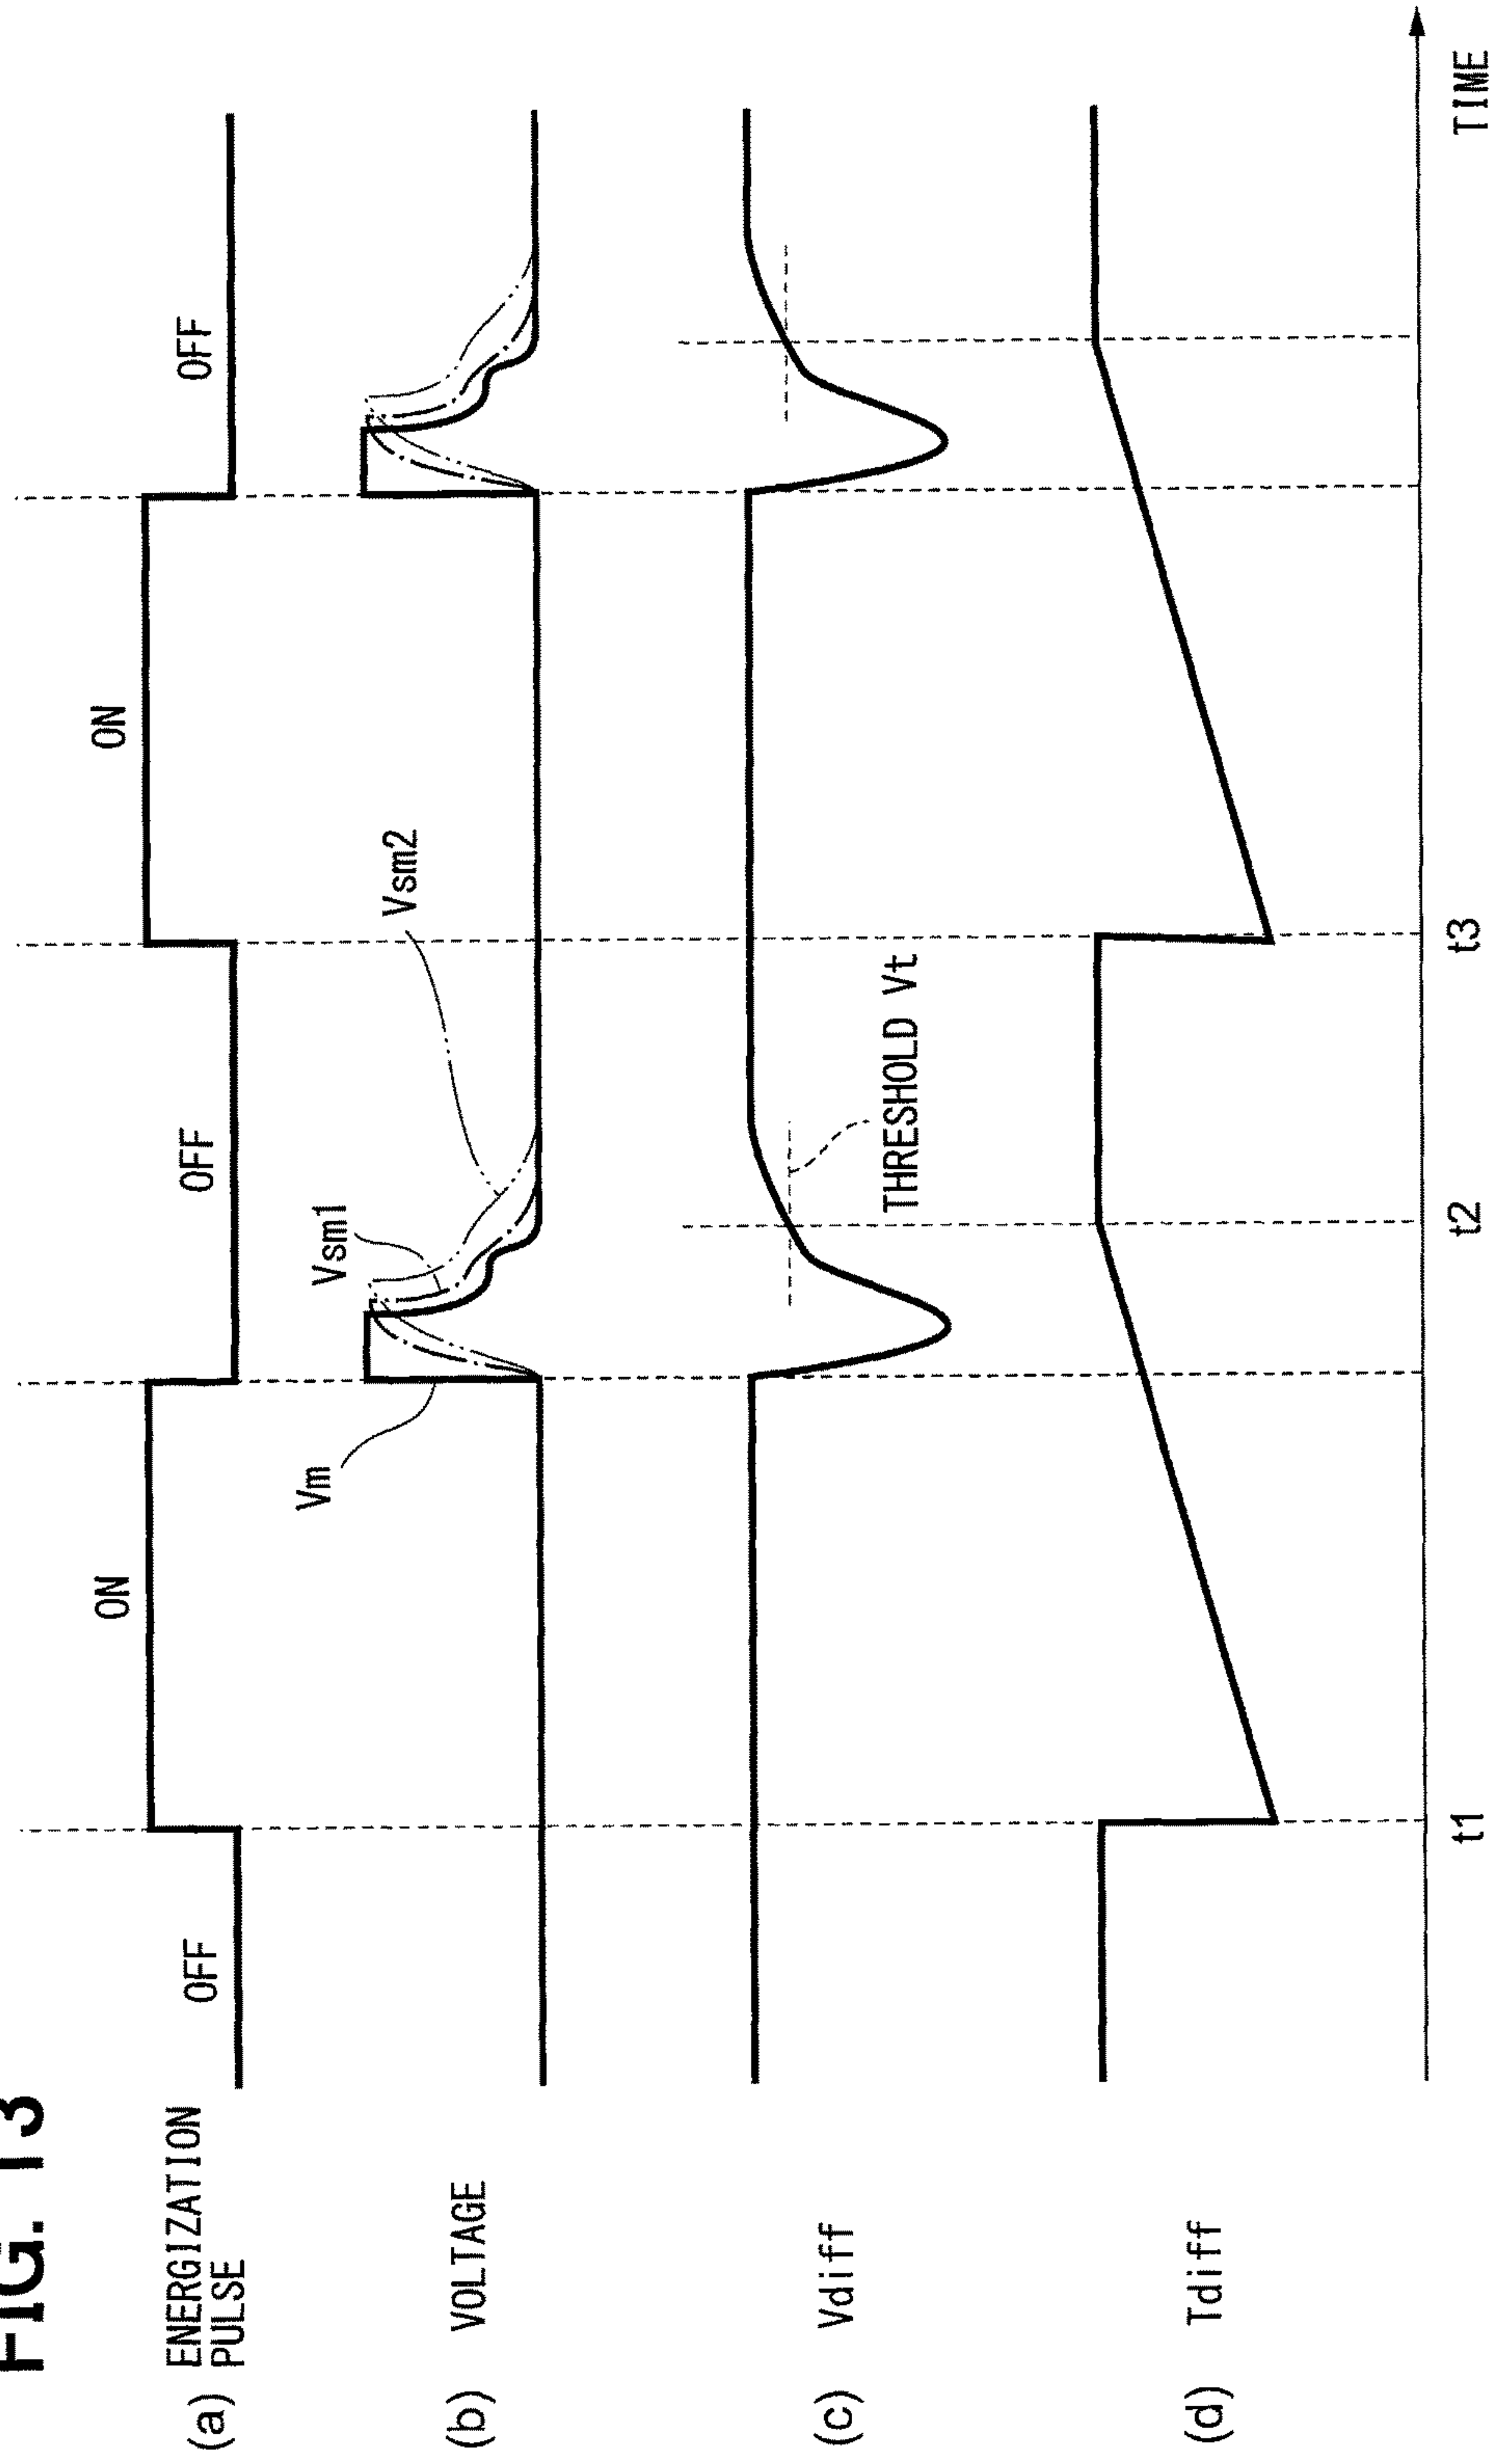 FIG. 13
(a) ENERGIZATION
PULSE
OFF
ON
OFF
ON
OFF
(b) VOLTAGE
Vm
Vsm1
Vsm2
(c) Vdiff
THRESHOLD Vt
(d) Tdiff
t1
t2
t3
TIME